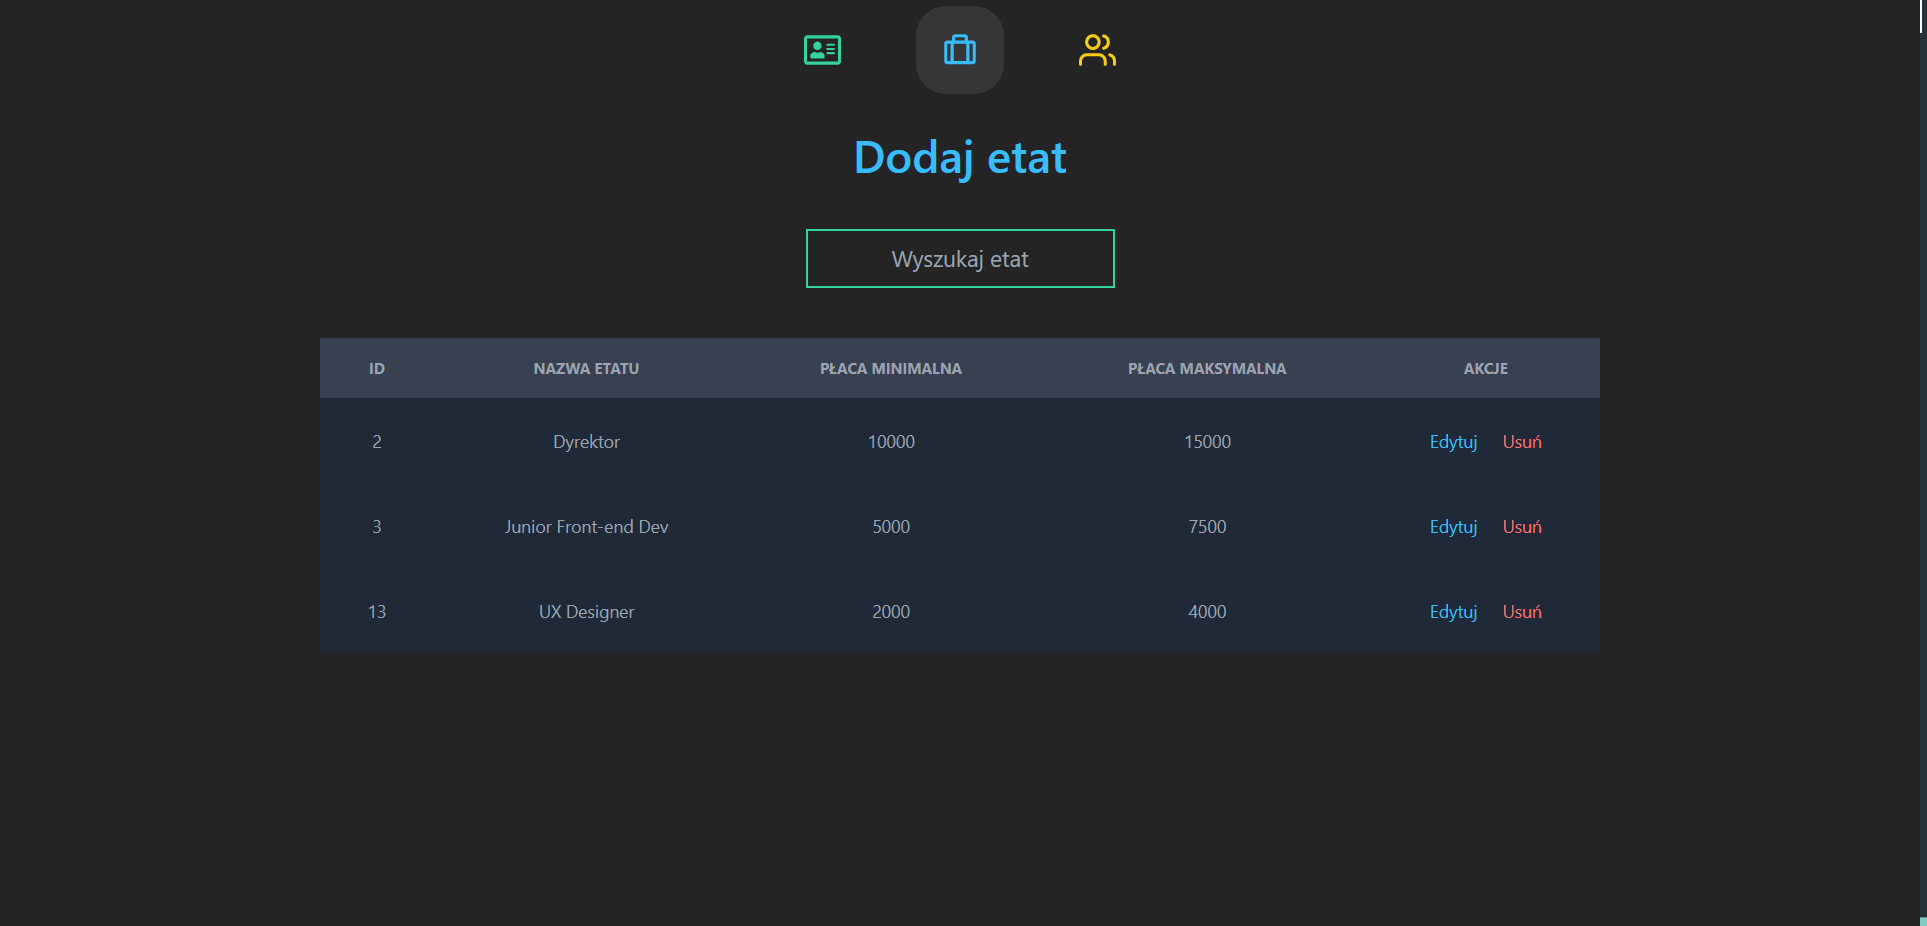 Dodaj etat
Wyszukaj etat
ID NAZWA ETATU PŁACA MINIMALNA PŁACA MAKSYMALNA AKCJE
2 Dyrektor 10000 15000 Edytuj Usuń
3 Junior Front-end Dev 5000 7500 Edytuj Usuń
13 UX Designer 2000 4000 Edytuj Usuń